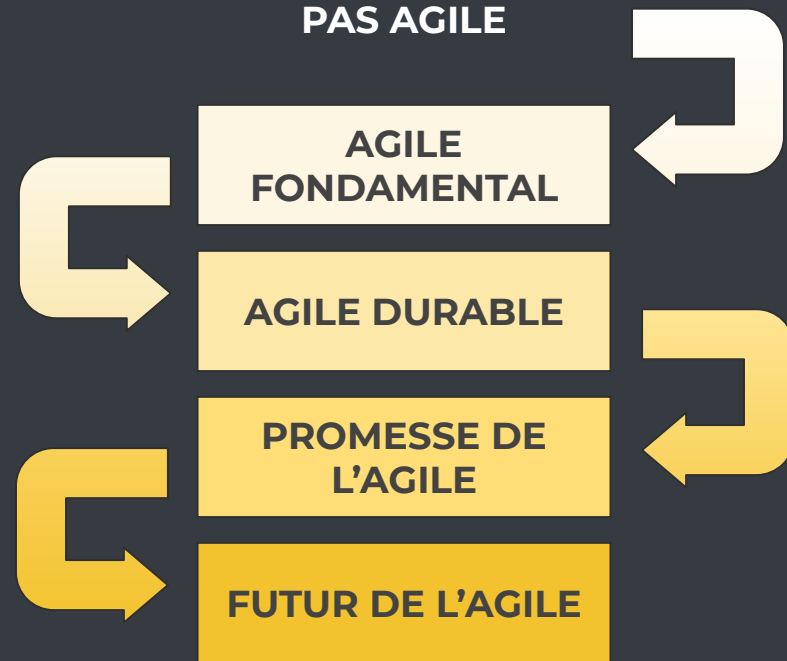 PAS AGILE
AGILE
FONDAMENTAL
AGILE DURABLE
PROMESSE DE
L’AGILE
FUTUR DE L’AGILE